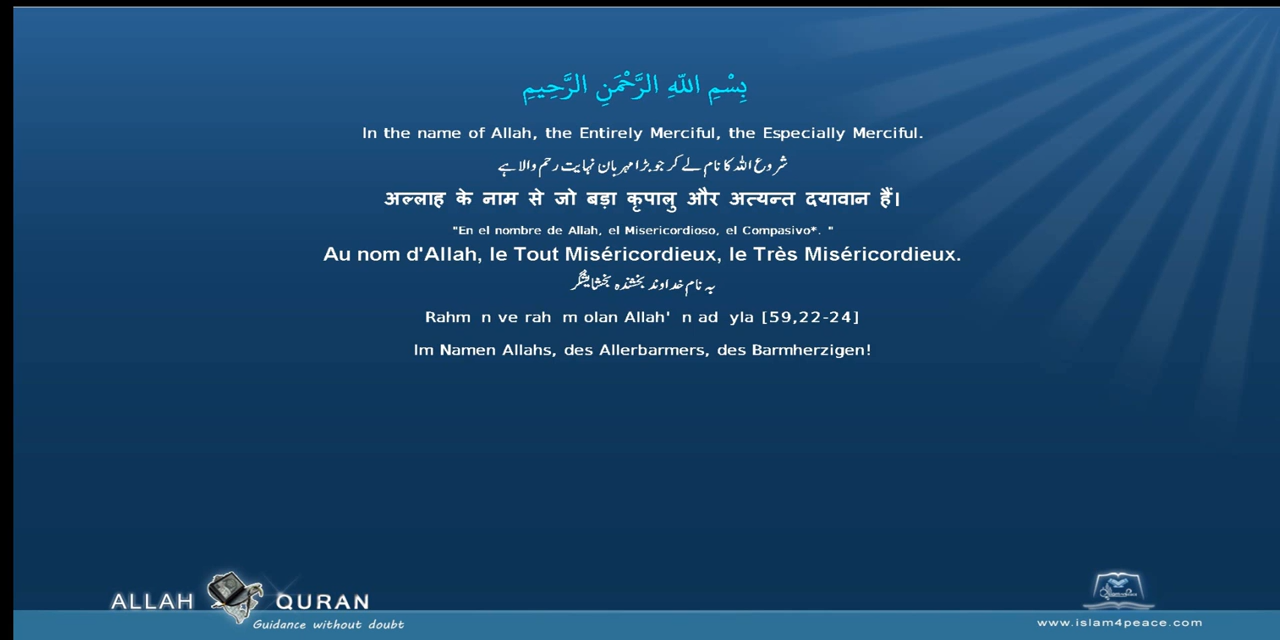 بِسْمِ اللّهِ الرَّحْمَنِ الرَّحِيمِ
In the name of Allah, the Entirely Merciful, the Especially Merciful.
شروع اللہ کا نام لے کر جو بڑا مہربان نہایت رحم والا ہے
अल्लाह के नाम से जो बड़ा कृपालु और अत्यन्त दयावान हैं।
"En el nombre de Allah, el Misericordioso, el Compasivo*. "
Au nom d'Allah, le Tout Miséricordieux, le Très Miséricordieux.
به نام خداوند بخشنده بخشایشگر
Rahm n ve rah m olan Allah' n ad yla [59,22-24]
Im Namen Allahs, des Allerbarmers, des Barmherzigen!
ALLAH QURAN
Guidance without doubt
www.islam4peace.com